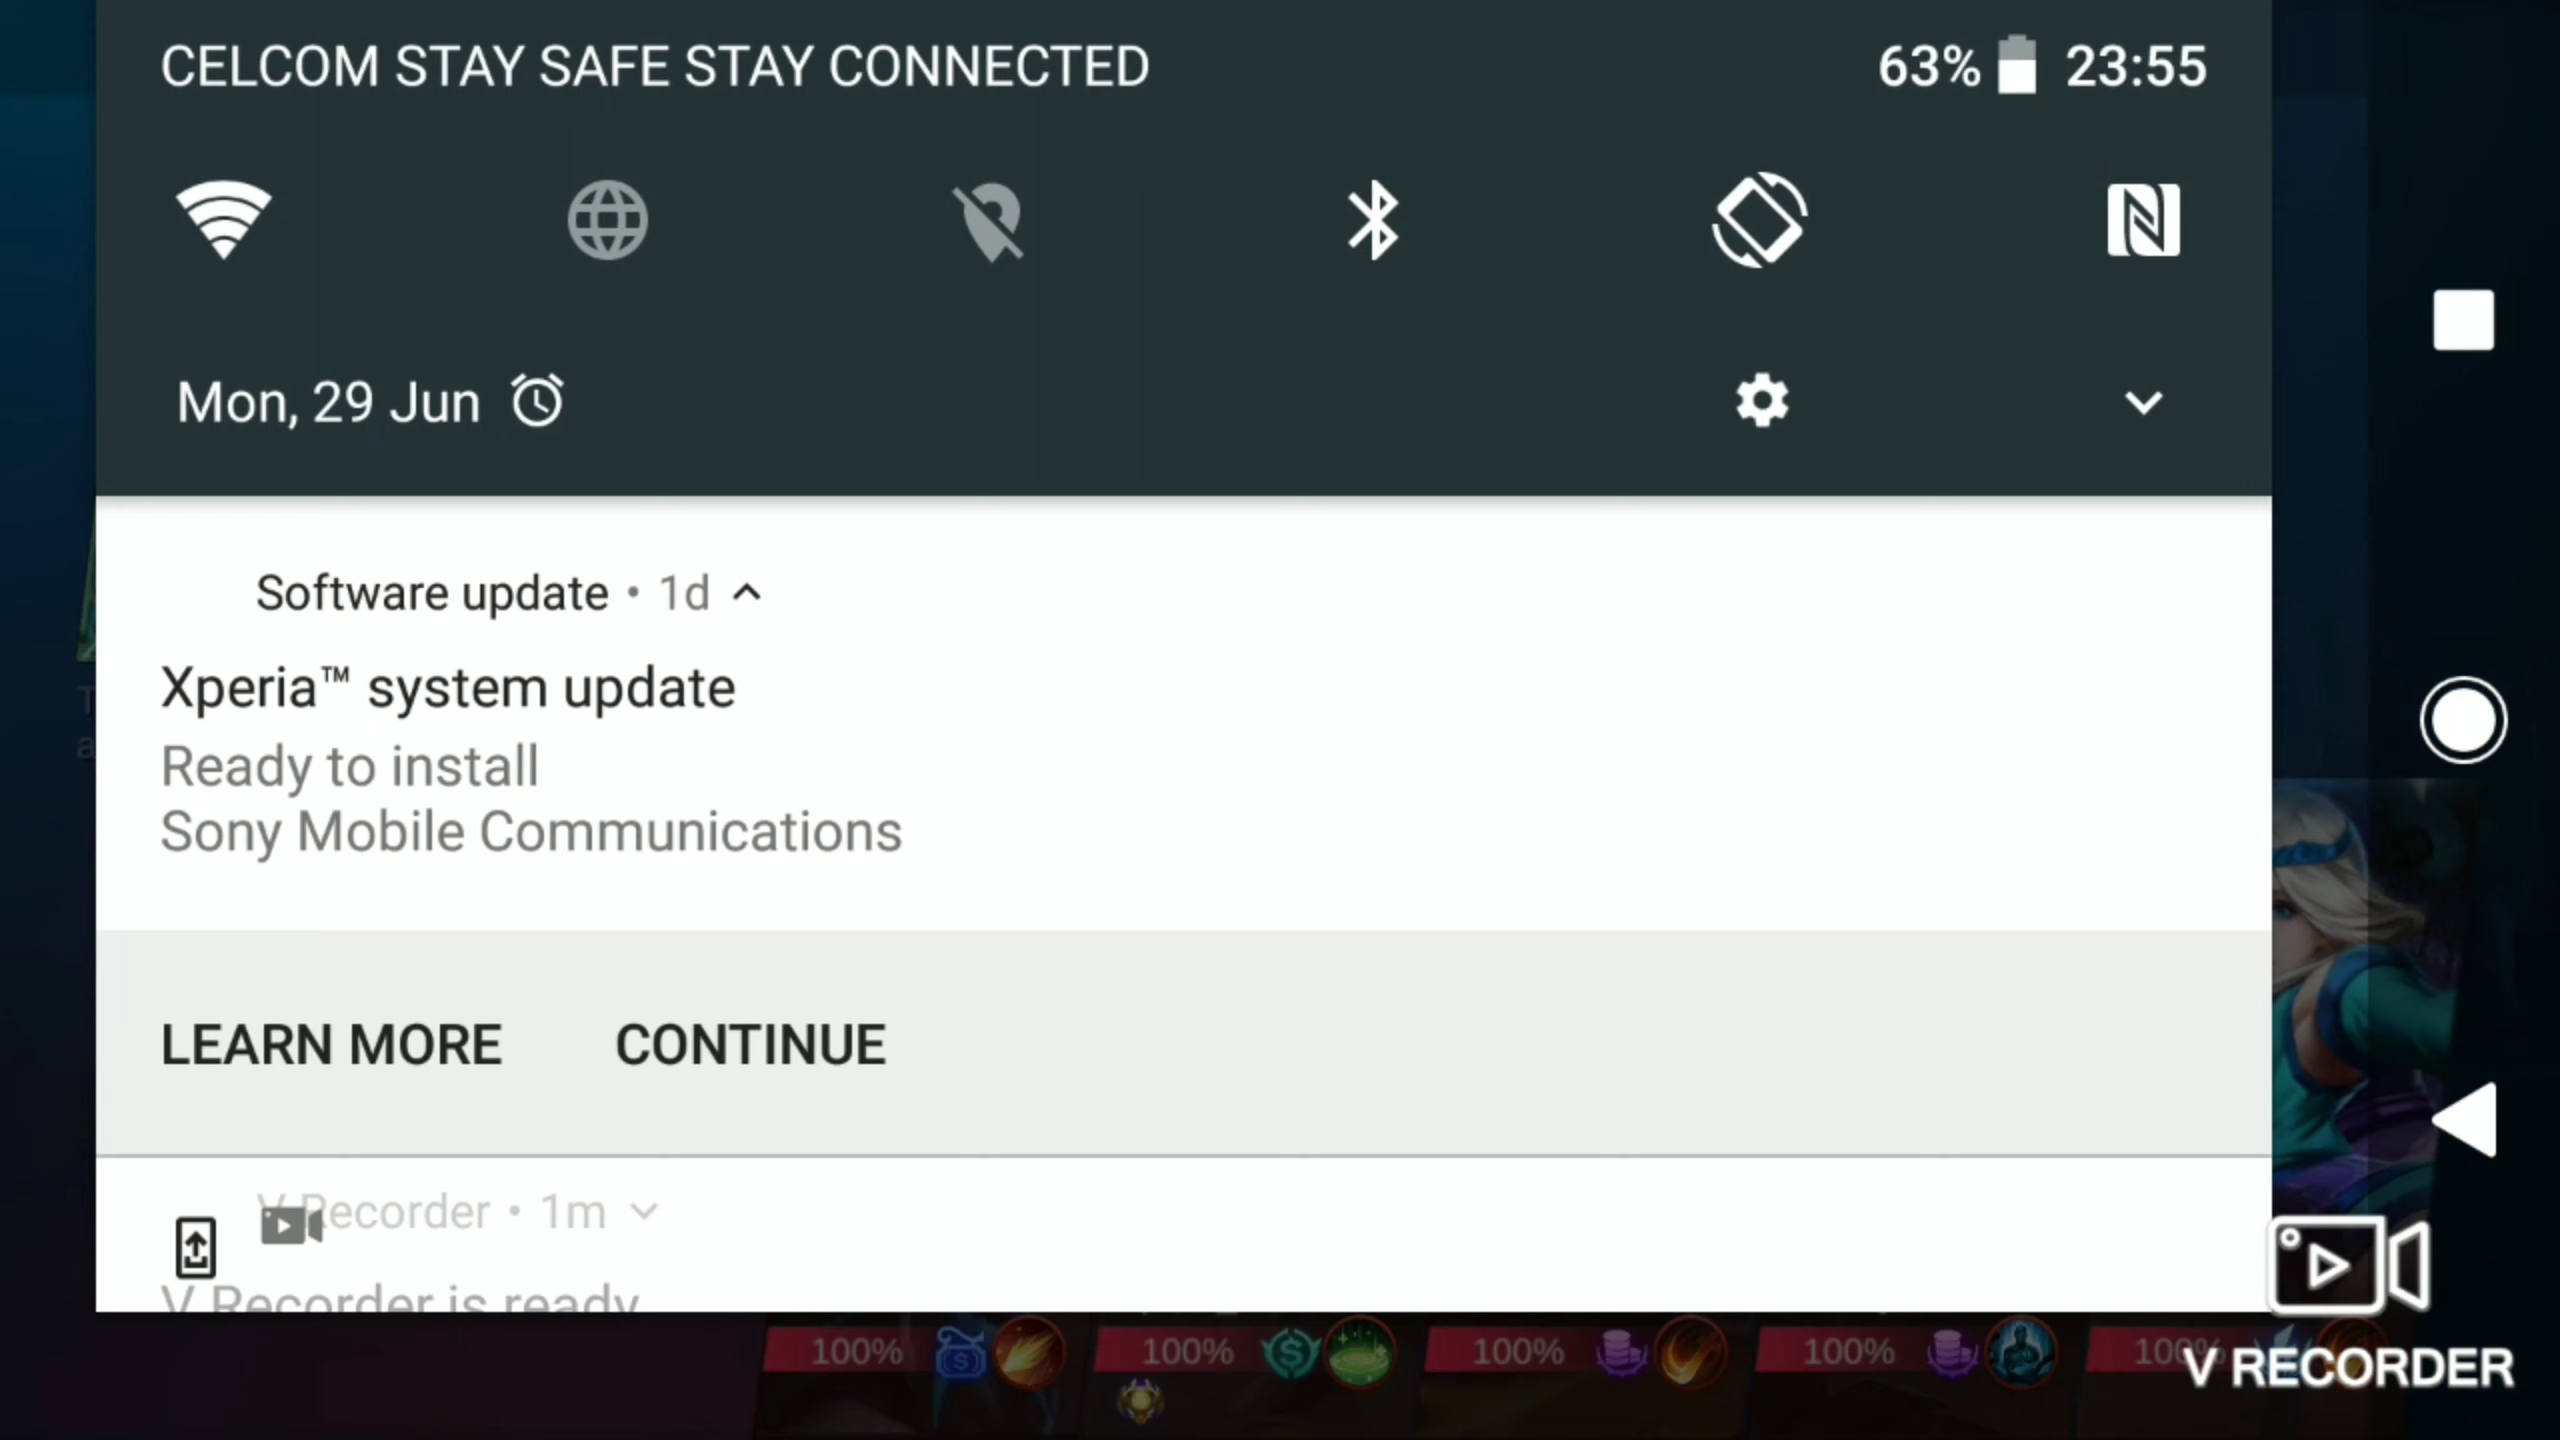 CELCOM STAY SAFE STAY CONNECTED
63% 23:55
Mon, 29 Jun
Software update • 1d
Xperia™ system update
Ready to install
Sony Mobile Communications
LEARN MORE CONTINUE
V Recorder • 1m
V Recorder is ready
100% 100% 100% 100% 100%
V RECORDER